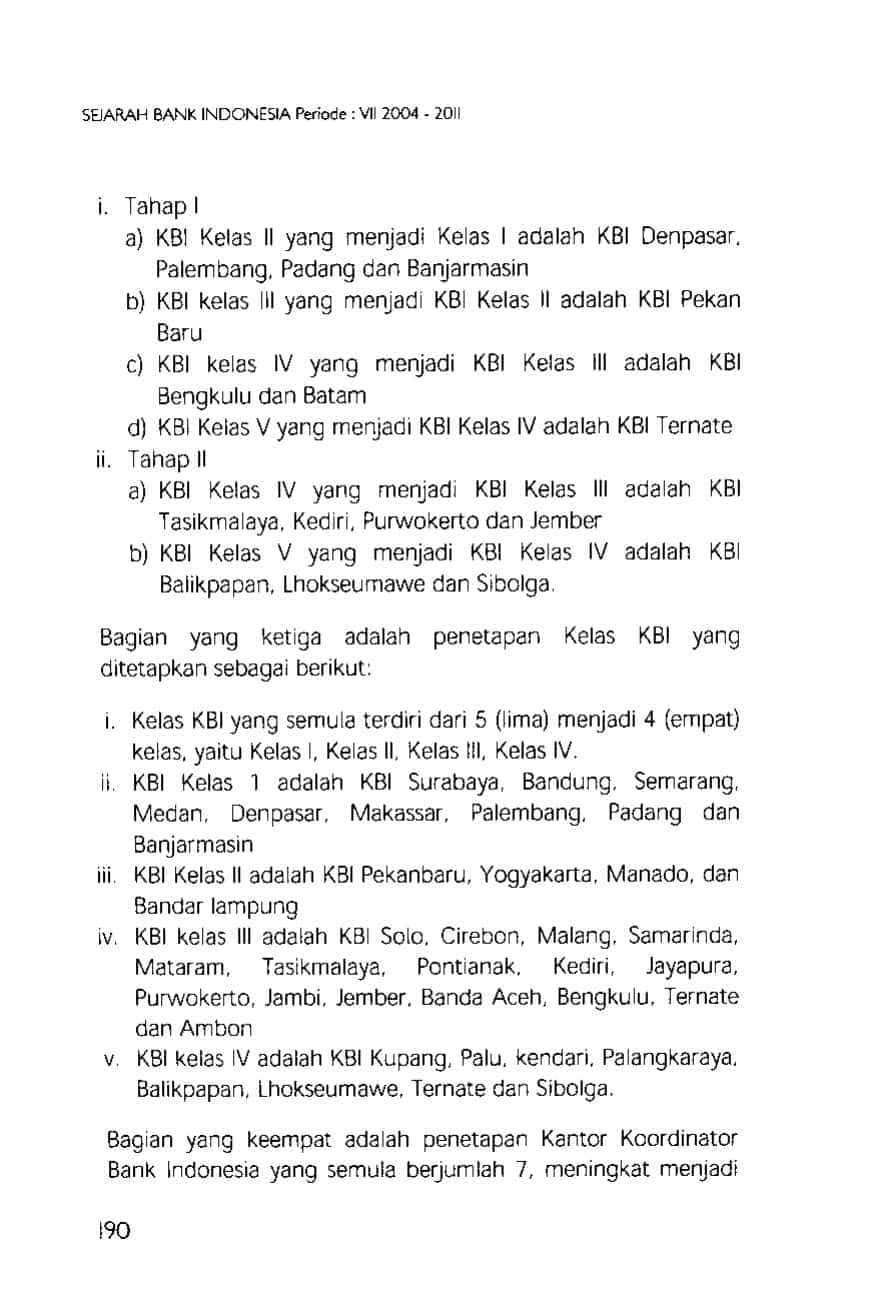 SEJARAH BANK INDONESIA Periode : VII 2004 - 2011
i. Tahap I
a) KBI Kelas II yang menjadi Kelas I adalah KBI Denpasar,
Palembang, Padang dan Banjarmasin
b) KBI kelas III yang menjadi KBI Kelas II adalah KBI Pekan
Baru
c) KBI kelas IV yang menjadi KBI Kelas III adalah KBI
Bengkulu dan Batam
d) KBI Kelas V yang menjadi KBI Kelas IV adalah KBI Ternate
ii. Tahap II
a) KBI Kelas IV yang menjadi KBI Kelas III adalah KBI
Tasikmalaya, Kediri, Purwokerto dan Jember
b) KBI Kelas V yang menjadi KBI Kelas IV adalah KBI
Balikpapan, Lhokseumawe dan Sibolga.
Bagian yang ketiga adalah penetapan Kelas KBI yang
ditetapkan sebagai berikut:
i. Kelas KBI yang semula terdiri dari 5 (lima) menjadi 4 (empat)
kelas, yaitu Kelas I, Kelas II, Kelas III, Kelas IV.
ii. KBI Kelas 1 adalah KBI Surabaya, Bandung, Semarang,
Medan, Denpasar, Makassar, Palembang, Padang dan
Banjarmasin
iii. KBI Kelas II adalah KBI Pekanbaru, Yogyakarta, Manado, dan
Bandar lampung
iv. KBI kelas III adalah KBI Solo, Cirebon, Malang, Samarinda,
Mataram, Tasikmalaya, Pontianak, Kediri, Jayapura,
Purwokerto, Jambi, Jember, Banda Aceh, Bengkulu, Ternate
dan Ambon
v. KBI kelas IV adalah KBI Kupang, Palu, kendari, Palangkaraya,
Balikpapan, Lhokseumawe, Ternate dan Sibolga.
Bagian yang keempat adalah penetapan Kantor Koordinator
Bank Indonesia yang semula berjumlah 7, meningkat menjadi
190